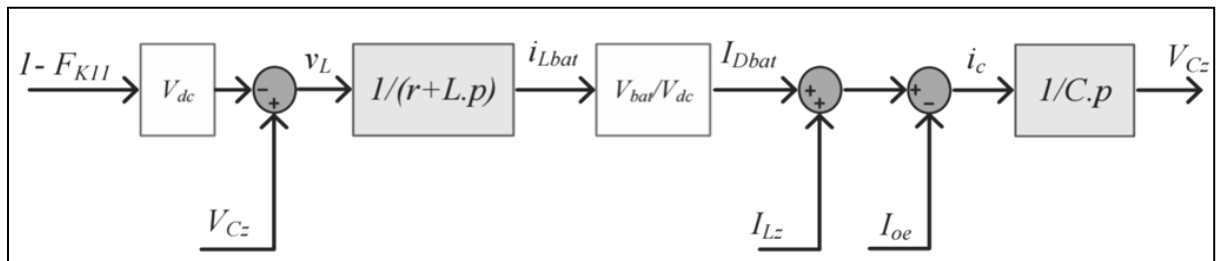 1- F_K11
V_dc
- +
v_L
1/(r+L.p)
i_Lbat
V_bat/V_dc
I_Dbat
+ +
+ -
i_c
1/C.p
V_Cz
V_Cz
I_Lz
I_oe